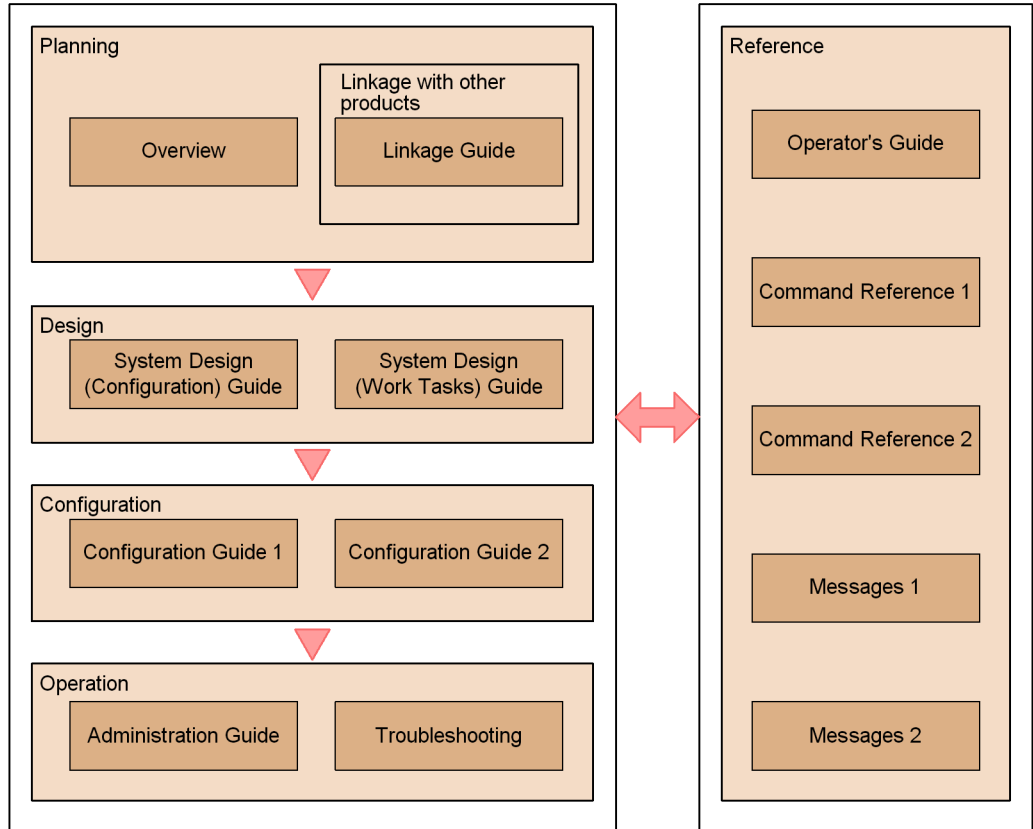 Planning
Overview
Linkage with other
products
Linkage Guide
Design
System Design
(Configuration) Guide
System Design
(Work Tasks) Guide
Configuration
Configuration Guide 1
Configuration Guide 2
Operation
Administration Guide
Troubleshooting
Reference
Operator's Guide
Command Reference 1
Command Reference 2
Messages 1
Messages 2